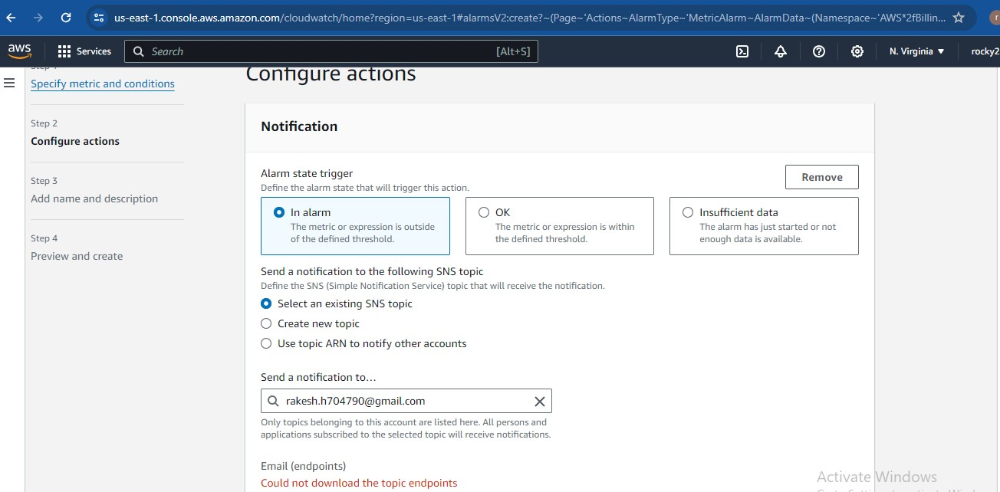 us-east-1.console.aws.amazon.com/cloudwatch/home?region=us-east-1#alarmsV2:create?~(Page~'Actions~AlarmType~'MetricAlarm~AlarmData~(Namespace~'AWS*2fBillin...
r
aws
Services
Search
[Alt+S]
N. Virginia
rocky2
Step 1
Specify metric and conditions
Step 2
Configure actions
Step 3
Add name and description
Step 4
Preview and create
Configure actions
Notification
Alarm state trigger
Define the alarm state that will trigger this action.
Remove
In alarm
The metric or expression is outside
of the defined threshold.
OK
The metric or expression is within
the defined threshold.
Insufficient data
The alarm has just started or not
enough data is available.
Send a notification to the following SNS topic
Define the SNS (Simple Notification Service) topic that will receive the notification.
Select an existing SNS topic
Create new topic
Use topic ARN to notify other accounts
Send a notification to…
rakesh.h704790@gmail.com
Only topics belonging to this account are listed here. All persons and
applications subscribed to the selected topic will receive notifications.
Email (endpoints)
Could not download the topic endpoints
Activate Windows